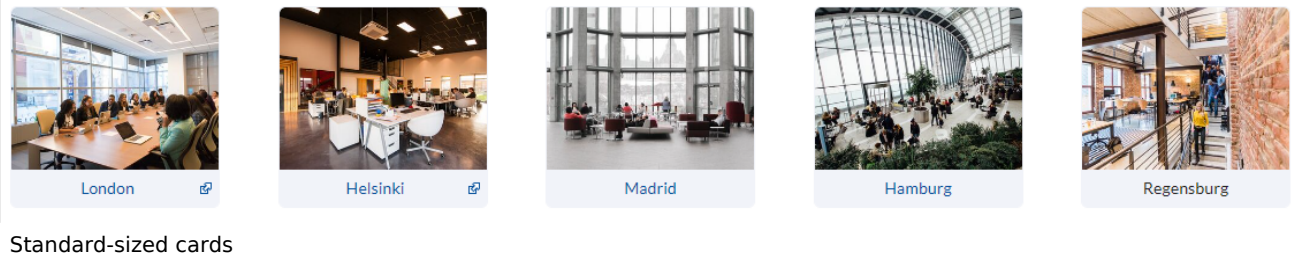 London
Helsinki
Madrid
Hamburg
Regensburg
Standard-sized cards